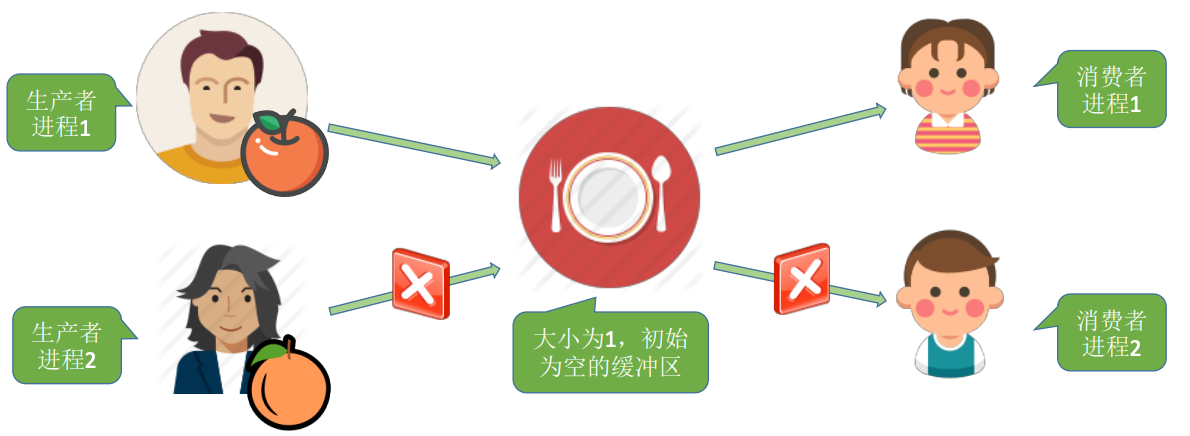 生产者
进程1
消费者
进程1
生产者
进程2
大小为1，初始
为空的缓冲区
消费者
进程2